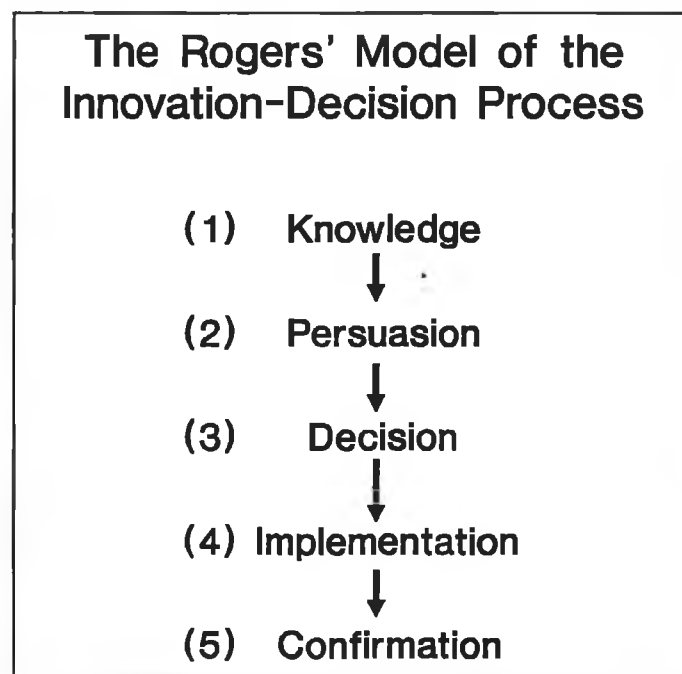 The Rogers' Model of the
Innovation-Decision Process
(1) Knowledge
(2) Persuasion
(3) Decision
(4) Implementation
(5) Confirmation